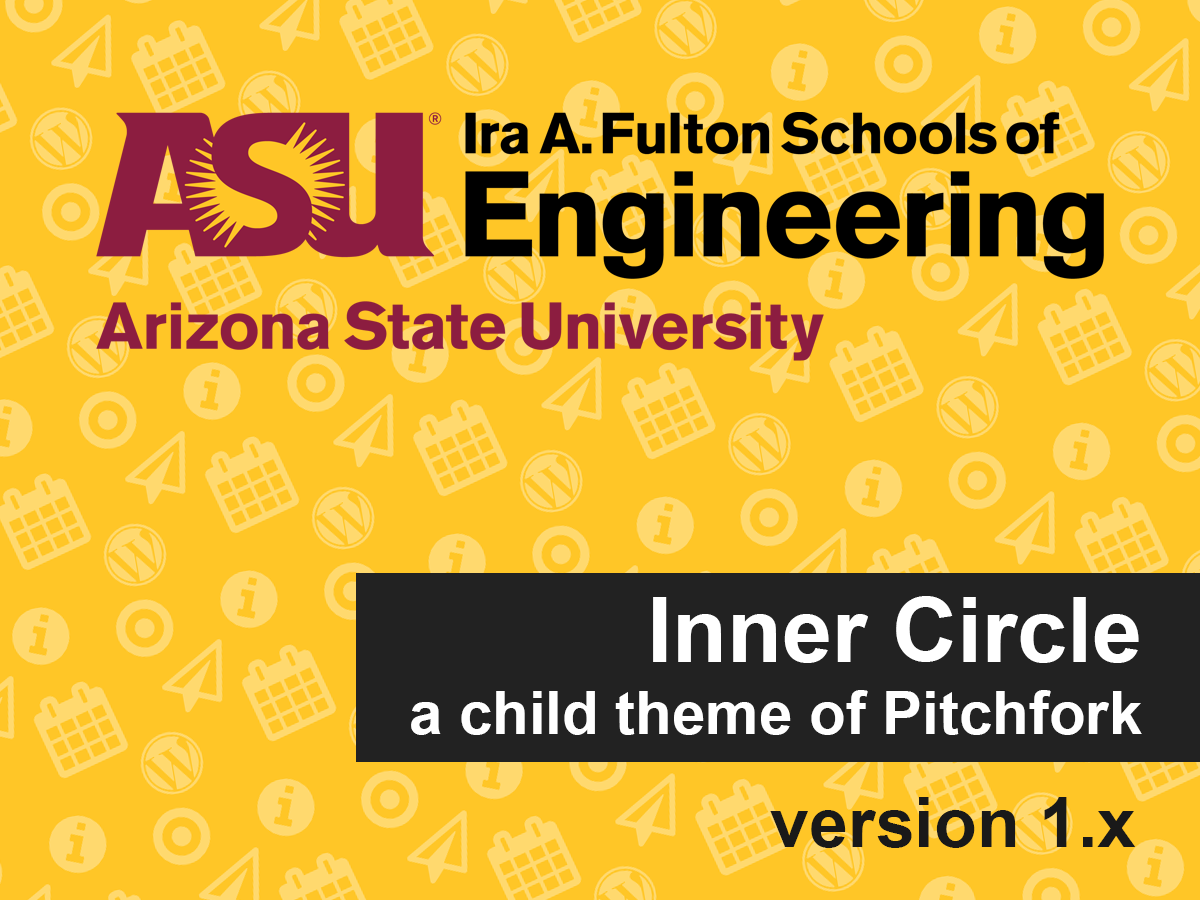 ASU® Ira A. Fulton Schools of
Engineering
Arizona State University
Inner Circle
a child theme of Pitchfork
version 1.x